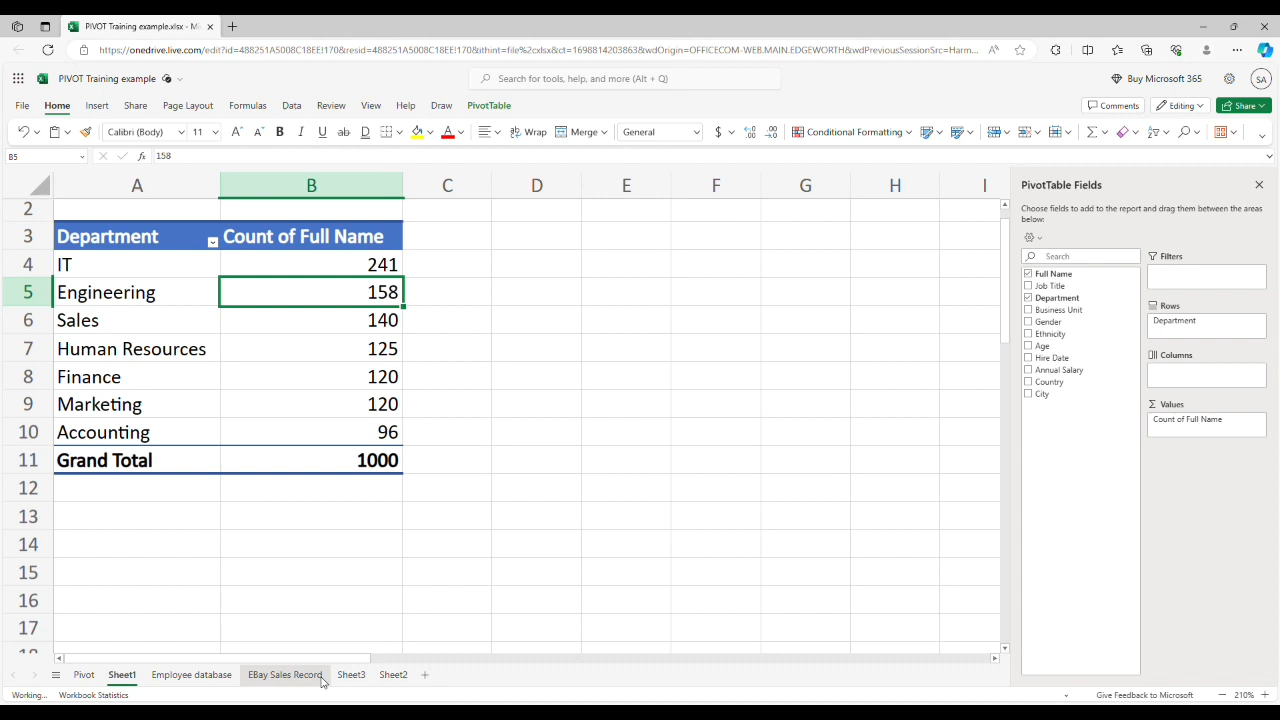 PIVOT Training example.xlsx - Mi
https://onedrive.live.com/edit?id=488251A5008C18EE!170&resid=488251A5008C18EE!170&ithint=file%2cxlsx&ct=1698814203863&wdOrigin=OFFICECOM-WEB.MAIN.EDGEWORTH&wdPreviousSessionSrc=Harm...
PIVOT Training example
Search for tools, help, and more (Alt + Q)
Buy Microsoft 365
SA
File Home Insert Share Page Layout Formulas Data Review View Help Draw PivotTable
Comments Editing Share
Calibri (Body) 11 B I U ab D Wrap Merge General $ Conditional Formatting
B5 fx 158
A B C D E F G H I
2
3 Department Count of Full Name
4 IT 241
5 Engineering 158
6 Sales 140
7 Human Resources 125
8 Finance 120
9 Marketing 120
10 Accounting 96
11 Grand Total 1000
12
13
14
15
16
17
18
PivotTable Fields
Choose fields to add to the report and drag them between the areas
below:
Search
Full Name
Job Title
Department
Business Unit
Gender
Ethnicity
Age
Hire Date
Annual Salary
Country
City
Filters
Rows
Department
Columns
Values
Count of Full Name
Pivot Sheet1 Employee database EBay Sales Record Sheet3 Sheet2
Working... Workbook Statistics Give Feedback to Microsoft 210%